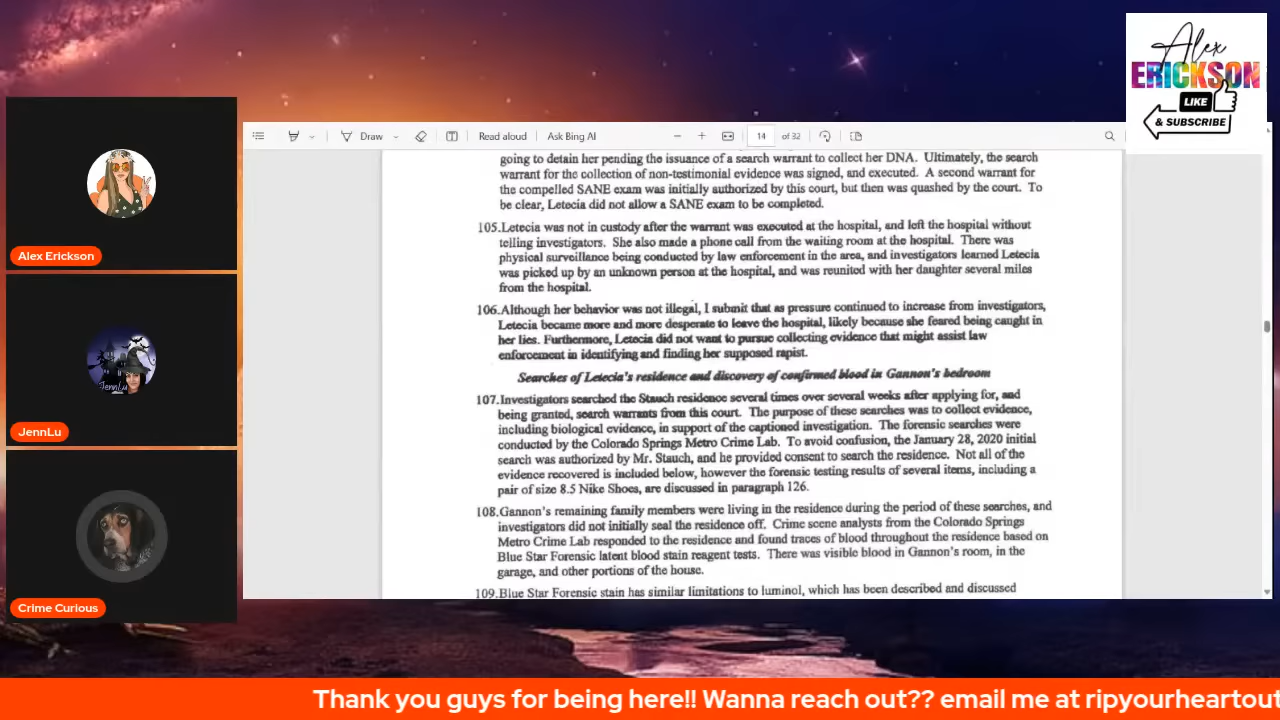 Alex
ERICKSON
LIKE
& SUBSCRIBE
Draw
Read aloud
Ask Bing AI
14
of 32
going to detain her pending the issuance of a search warrant to collect her DNA. Ultimately, the search
warrant for the collection of non-testimonial evidence was signed, and executed. A second warrant for
the compelled SANE exam was initially authorized by this court, but then was quashed by the court. To
be clear, Letecia did not allow a SANE exam to be completed.
105.Letecia was not in custody after the warrant was executed at the hospital, and left the hospital without
telling investigators. She also made a phone call from the waiting room at the hospital. There was
physical surveillance being conducted by law enforcement in the area, and investigators learned Letecia
was picked up by an unknown person at the hospital, and was reunited with her daughter several miles
from the hospital.
106.Although her behavior was not illegal, I submit that as pressure continued to increase from investigators,
Letecia became more and more desperate to leave the hospital, likely because she feared being caught in
her lies. Furthermore, Letecia did not want to pursue collecting evidence that might assist law
enforcement in identifying and finding her supposed rapist.
Searches of Letecia's residence and discovery of confirmed blood in Gannon's bedroom
107.Investigators searched the Stauch residence several times over several weeks after applying for, and
being granted, search warrants from this court. The purpose of these searches was to collect evidence,
including biological evidence, in support of the captioned investigation. The forensic searches were
conducted by the Colorado Springs Metro Crime Lab. To avoid confusion, the January 28, 2020 initial
search was authorized by Mr. Stauch, and he provided consent to search the residence. Not all of the
evidence recovered is included below, however the forensic testing results of several items, including a
pair of size 8.5 Nike Shoes, are discussed in paragraph 126.
108.Gannon's remaining family members were living in the residence during the period of these searches, and
investigators did not initially seal the residence off. Crime scene analysts from the Colorado Springs
Metro Crime Lab responded to the residence and found traces of blood throughout the residence based on
Blue Star Forensic latent blood stain reagent tests. There was visible blood in Gannon's room, in the
garage, and other portions of the house.
109.Blue Star Forensic stain has similar limitations to luminol, which has been described and discussed
Alex Erickson
JennLu
JennLu
Crime Curious
Thank you guys for being here!! Wanna reach out?? email me at ripyourheartout